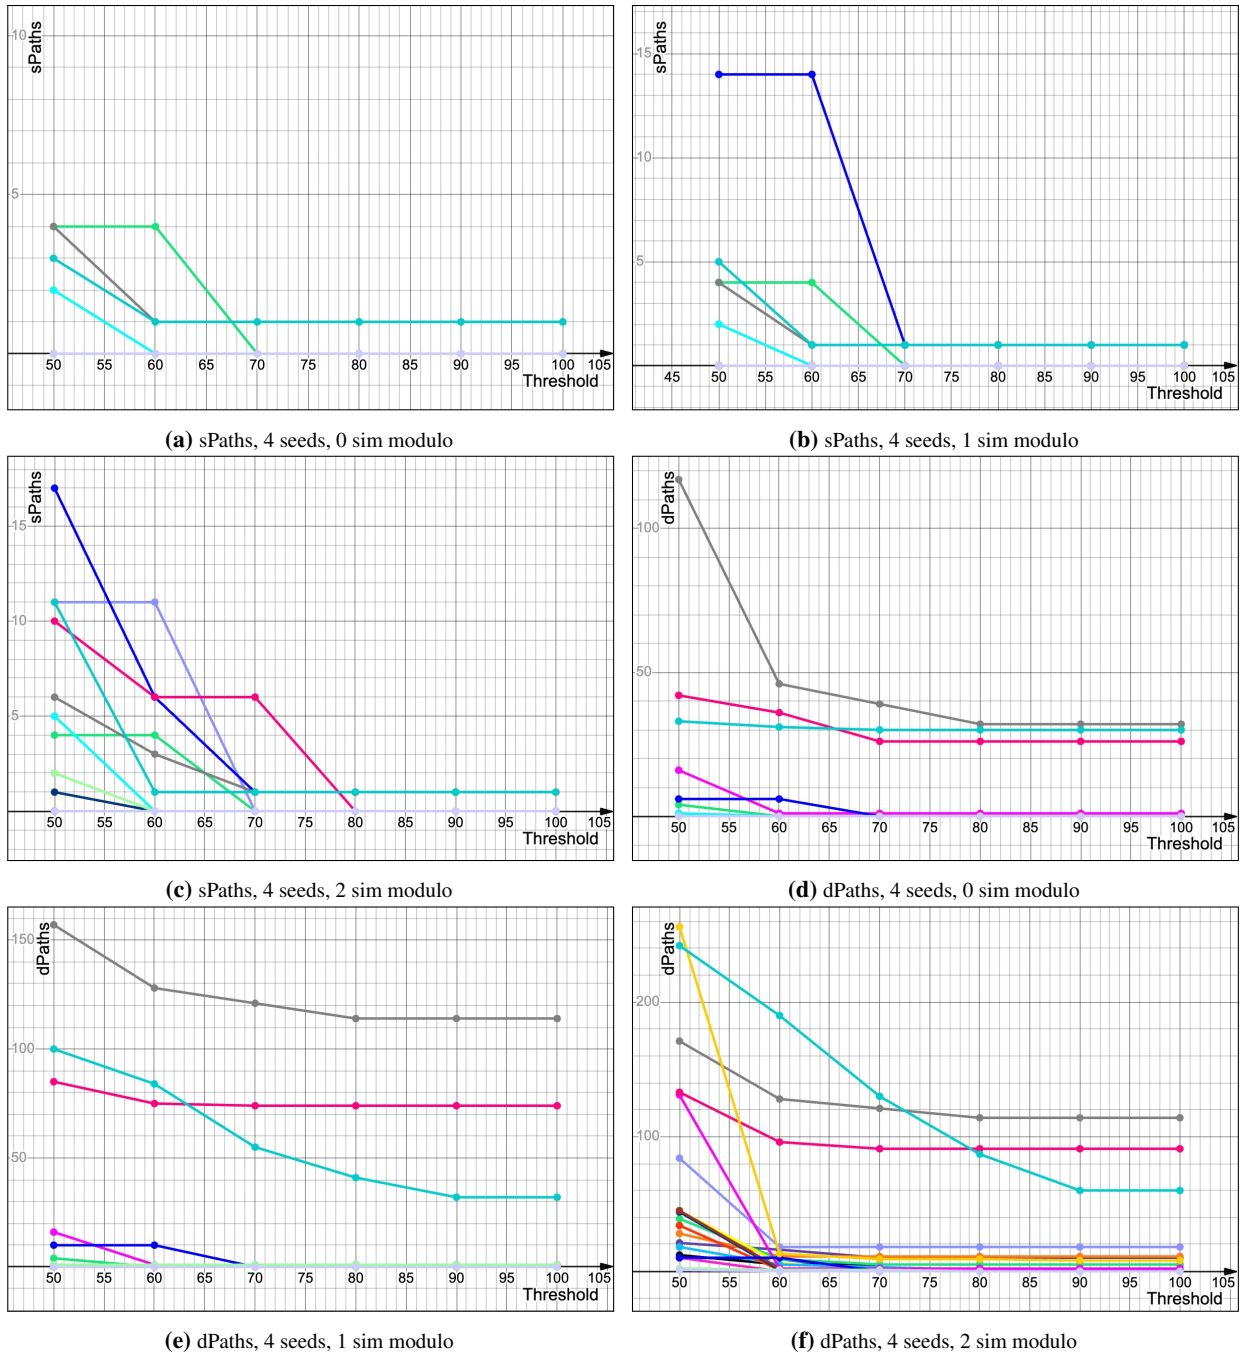 10
sPaths
5
50 55 60 65 70 75 80 85 90 95 100 105
Threshold
(a) sPaths, 4 seeds, 0 sim modulo
15
sPaths
10
5
45 50 55 60 65 70 75 80 85 90 95 100 105
Threshold
(b) sPaths, 4 seeds, 1 sim modulo
sPaths
15
10
5
50 55 60 65 70 75 80 85 90 95 100 105
Threshold
(c) sPaths, 4 seeds, 2 sim modulo
dPaths
100
50
50 55 60 65 70 75 80 85 90 95 100 105
Threshold
(d) dPaths, 4 seeds, 0 sim modulo
dPaths
150
100
50
50 55 60 65 70 75 80 85 90 95 100 105
Threshold
(e) dPaths, 4 seeds, 1 sim modulo
dPaths
200
100
50 55 60 65 70 75 80 85 90 95 100 105
Threshold
(f) dPaths, 4 seeds, 2 sim modulo